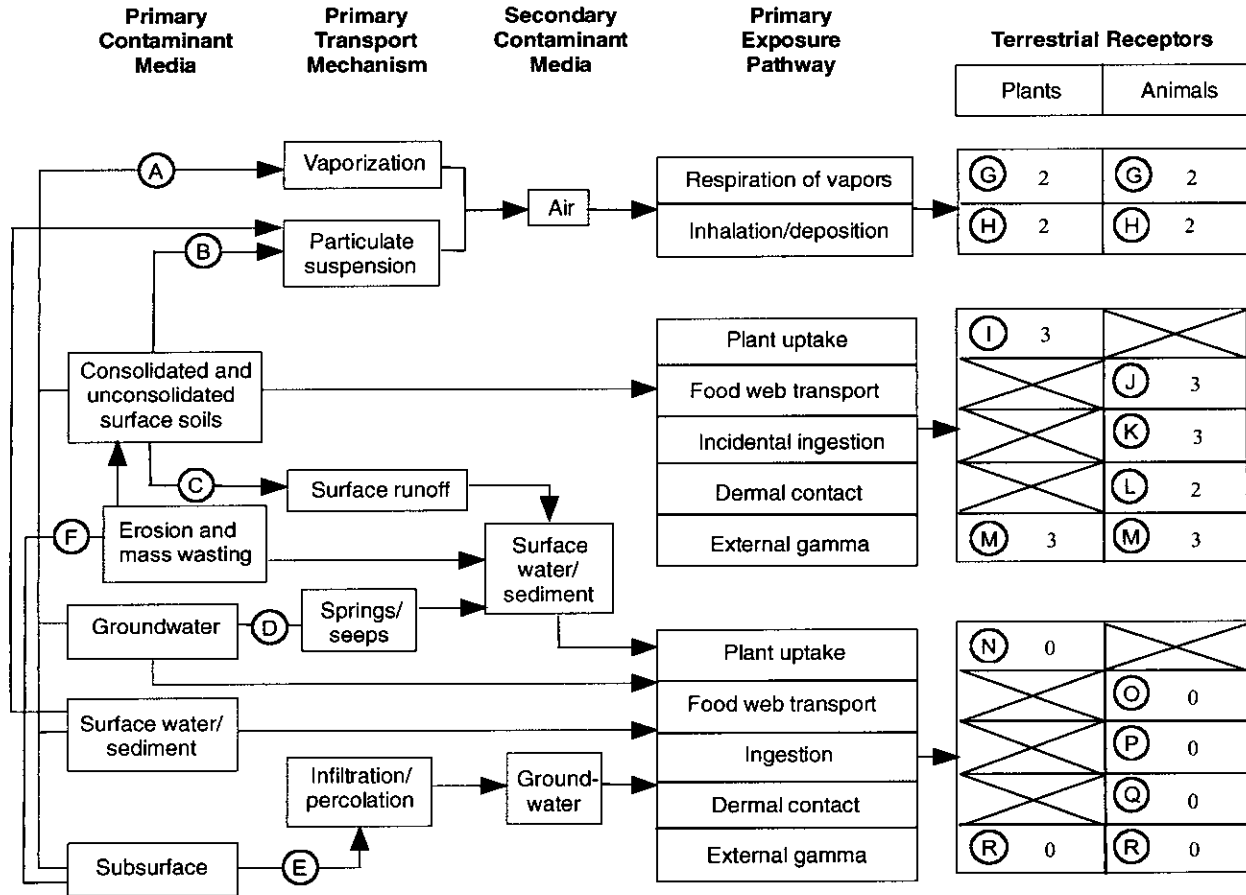 Primary
Contaminant
Media
Primary
Transport
Mechanism
Secondary
Contaminant
Media
Primary
Exposure
Pathway
Terrestrial Receptors
Plants
Animals
A
Vaporization
B
Particulate
suspension
Air
Respiration of vapors
Inhalation/deposition
G 2
G 2
H 2
H 2
Consolidated and
unconsolidated
surface soils
Plant uptake
Food web transport
Incidental ingestion
Dermal contact
External gamma
I 3
J 3
K 3
L 2
M 3
M 3
C
Surface runoff
F
Erosion and
mass wasting
Surface
water/
sediment
Groundwater
D
Springs/
seeps
Surface water/
sediment
Infiltration/
percolation
Ground-
water
Subsurface
E
Plant uptake
Food web transport
Ingestion
Dermal contact
External gamma
N 0
O 0
P 0
Q 0
R 0
R 0